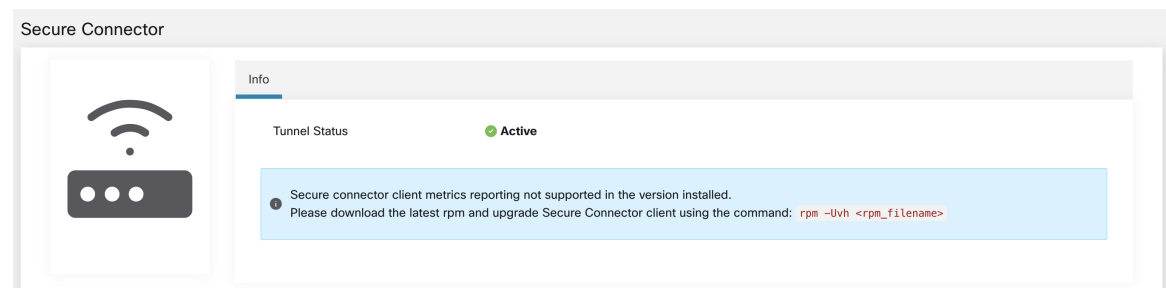 Secure Connector
Info
Tunnel Status
Active
Secure connector client metrics reporting not supported in the version installed.
Please download the latest rpm and upgrade Secure Connector client using the command: rpm -Uvh <rpm_filename>